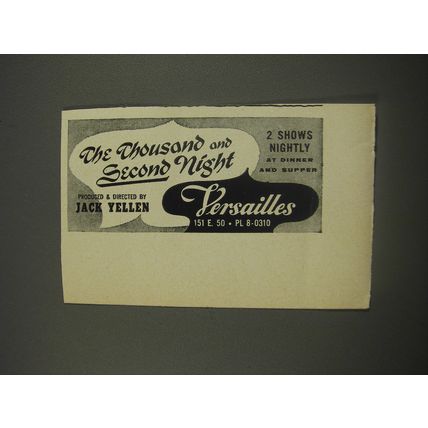 The Thousand and
Second Night
PRODUCED & DIRECTED BY
JACK YELLEN
2 SHOWS
NIGHTLY
AT DINNER
AND SUPPER
Versailles
151 E. 50 • PL 8-0310